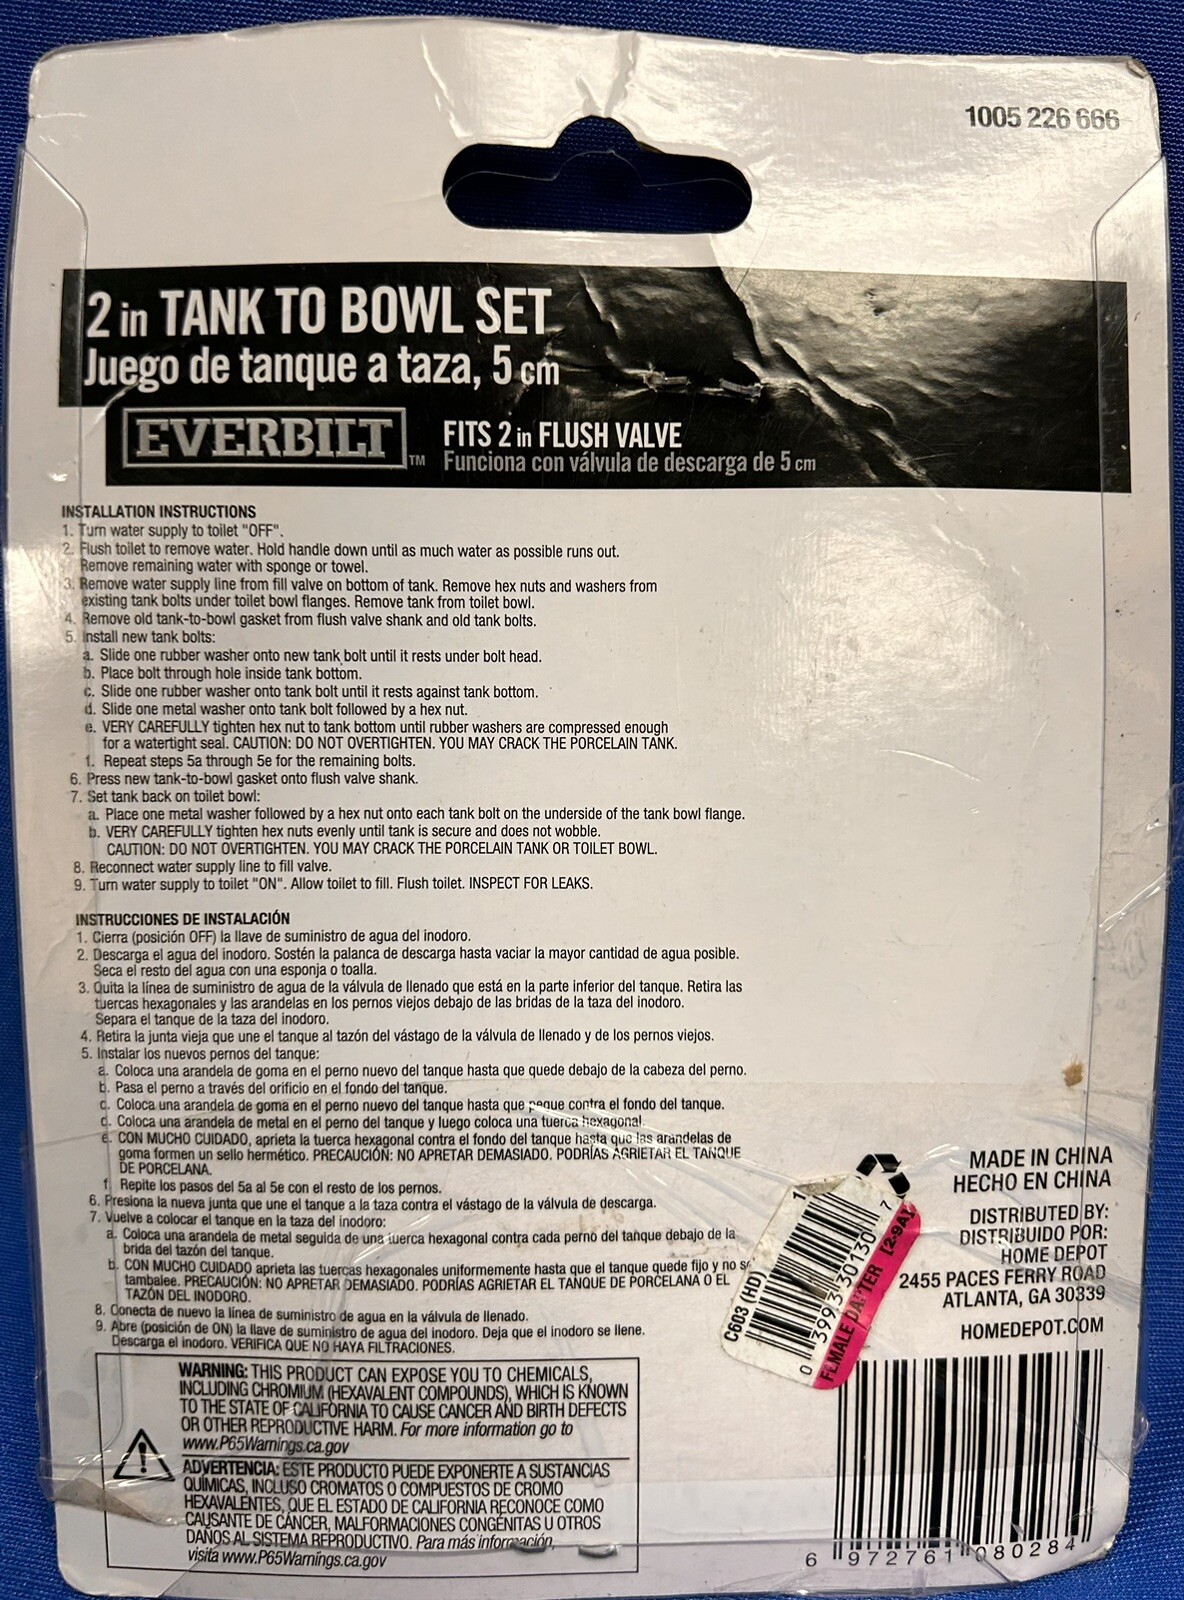 1005 226 666
2 in TANK TO BOWL SET
Juego de tanque a taza, 5 cm
EVERBILT™
FITS 2 in FLUSH VALVE
Funciona con válvula de descarga de 5 cm
INSTALLATION INSTRUCTIONS
1. Turn water supply to toilet "OFF".
2. Flush toilet to remove water. Hold handle down until as much water as possible runs out.
Remove remaining water with sponge or towel.
3. Remove water supply line from fill valve on bottom of tank. Remove hex nuts and washers from
existing tank bolts under toilet bowl flanges. Remove tank from toilet bowl.
4. Remove old tank-to-bowl gasket from flush valve shank and old tank bolts.
5. Install new tank bolts:
a. Slide one rubber washer onto new tank bolt until it rests under bolt head.
b. Place bolt through hole inside tank bottom.
c. Slide one rubber washer onto tank bolt until it rests against tank bottom.
d. Slide one metal washer onto tank bolt followed by a hex nut.
e. VERY CAREFULLY tighten hex nut to tank bottom until rubber washers are compressed enough
for a watertight seal. CAUTION: DO NOT OVERTIGHTEN. YOU MAY CRACK THE PORCELAIN TANK.
f. Repeat steps 5a through 5e for the remaining bolts.
6. Press new tank-to-bowl gasket onto flush valve shank.
7. Set tank back on toilet bowl:
a. Place one metal washer followed by a hex nut onto each tank bolt on the underside of the tank bowl flange.
b. VERY CAREFULLY tighten hex nuts evenly until tank is secure and does not wobble.
CAUTION: DO NOT OVERTIGHTEN. YOU MAY CRACK THE PORCELAIN TANK OR TOILET BOWL.
8. Reconnect water supply line to fill valve.
9. Turn water supply to toilet "ON". Allow toilet to fill. Flush toilet. INSPECT FOR LEAKS.
INSTRUCCIONES DE INSTALACIÓN
1. Cierra (posición OFF) la llave de suministro de agua del inodoro.
2. Descarga el agua del inodoro. Sostén la palanca de descarga hasta vaciar la mayor cantidad de agua posible.
Seca el resto del agua con una esponja o toalla.
3. Quita la línea de suministro de agua de la válvula de llenado que está en la parte inferior del tanque. Retira las
tuercas hexagonales y las arandelas en los pernos viejos debajo de las bridas de la taza del inodoro.
Separa el tanque de la taza del inodoro.
4. Retira la junta vieja que une el tanque al tazón del vástago de la válvula de llenado y de los pernos viejos.
5. Instalar los nuevos pernos del tanque:
a. Coloca una arandela de goma en el perno nuevo del tanque hasta que quede debajo de la cabeza del perno.
b. Pasa el perno a través del orificio en el fondo del tanque.
c. Coloca una arandela de goma en el perno nuevo del tanque hasta que pegue contra el fondo del tanque.
d. Coloca una arandela de metal en el perno del tanque y luego coloca una tuerca hexagonal.
e. CON MUCHO CUIDADO, aprieta la tuerca hexagonal contra el fondo del tanque hasta que las arandelas de
goma formen un sello hermético. PRECAUCIÓN: NO APRETAR DEMASIADO. PODRÍAS AGRIETAR EL TANQUE
DE PORCELANA.
f. Repite los pasos del 5a al 5e con el resto de los pernos.
6. Presiona la nueva junta que une el tanque a la taza contra el vástago de la válvula de descarga.
7. Vuelve a colocar el tanque en la taza del inodoro:
a. Coloca una arandela de metal seguida de una tuerca hexagonal contra cada perno del tanque debajo de la
brida del tazón del tanque.
b. CON MUCHO CUIDADO aprieta las tuercas hexagonales uniformemente hasta que el tanque quede fijo y no se
tambalee. PRECAUCIÓN: NO APRETAR DEMASIADO. PODRÍAS AGRIETAR EL TANQUE DE PORCELANA O EL
TAZÓN DEL INODORO.
8. Conecta de nuevo la línea de suministro de agua en la válvula de llenado.
9. Abre (posición de ON) la llave de suministro de agua del inodoro. Deja que el inodoro se llene.
Descarga el inodoro. VERIFICA QUE NO HAYA FILTRACIONES.
WARNING: THIS PRODUCT CAN EXPOSE YOU TO CHEMICALS,
INCLUDING CHROMIUM (HEXAVALENT COMPOUNDS), WHICH IS KNOWN
TO THE STATE OF CALIFORNIA TO CAUSE CANCER AND BIRTH DEFECTS
OR OTHER REPRODUCTIVE HARM. For more information go to
www.P65Warnings.ca.gov
ADVERTENCIA: ESTE PRODUCTO PUEDE EXPONERTE A SUSTANCIAS
QUÍMICAS, INCLUSO CROMATOS O COMPUESTOS DE CROMO
HEXAVALENTES, QUE EL ESTADO DE CALIFORNIA RECONOCE COMO
CAUSANTE DE CÁNCER, MALFORMACIONES CONGÉNITAS U OTROS
DAÑOS AL SISTEMA REPRODUCTIVO. Para más información,
visita www.P65Warnings.ca.gov
C603 (HD)
0 39933 30130 7
[2-9A]
MADE IN CHINA
HECHO EN CHINA
DISTRIBUTED BY:
DISTRIBUIDO POR:
HOME DEPOT
2455 PACES FERRY ROAD
ATLANTA, GA 30339
HOMEDEPOT.COM
6 972761 080284